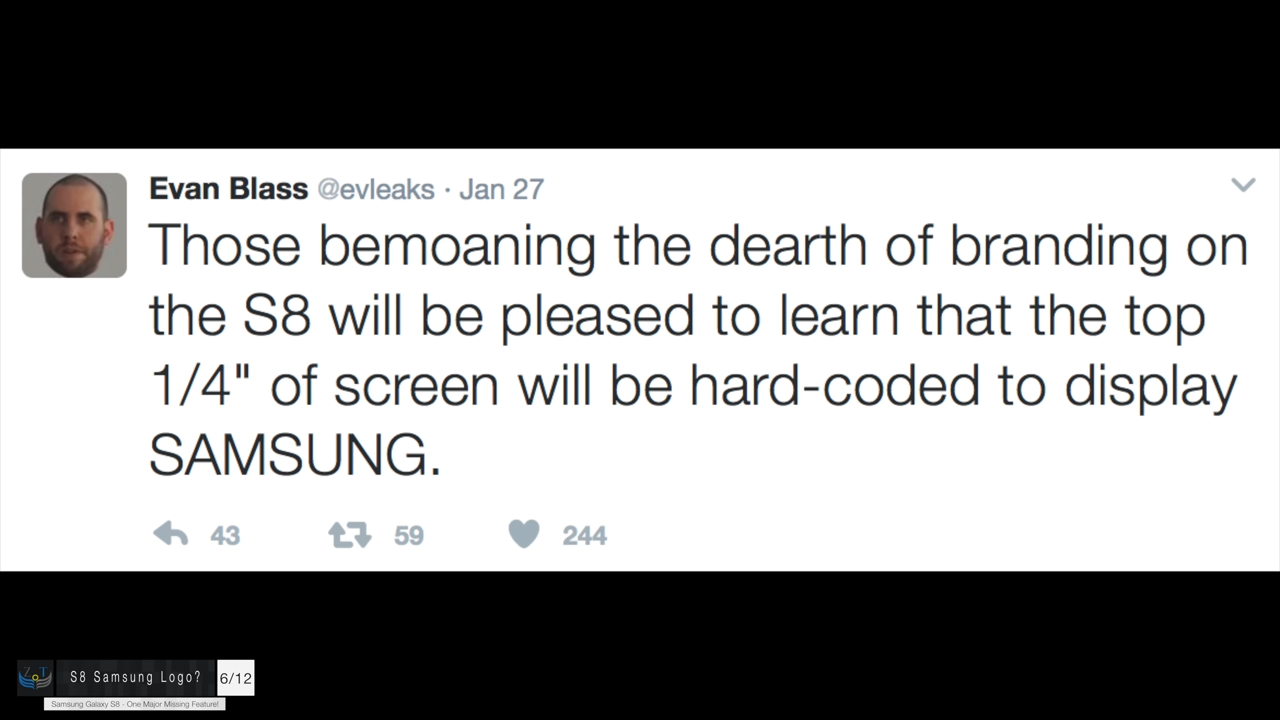 Evan Blass @evleaks · Jan 27
Those bemoaning the dearth of branding on
the S8 will be pleased to learn that the top
1/4" of screen will be hard-coded to display
SAMSUNG.
43 59 244
ZoT S8 Samsung Logo? 6/12
Samsung Galaxy S8 - One Major Missing Feature!